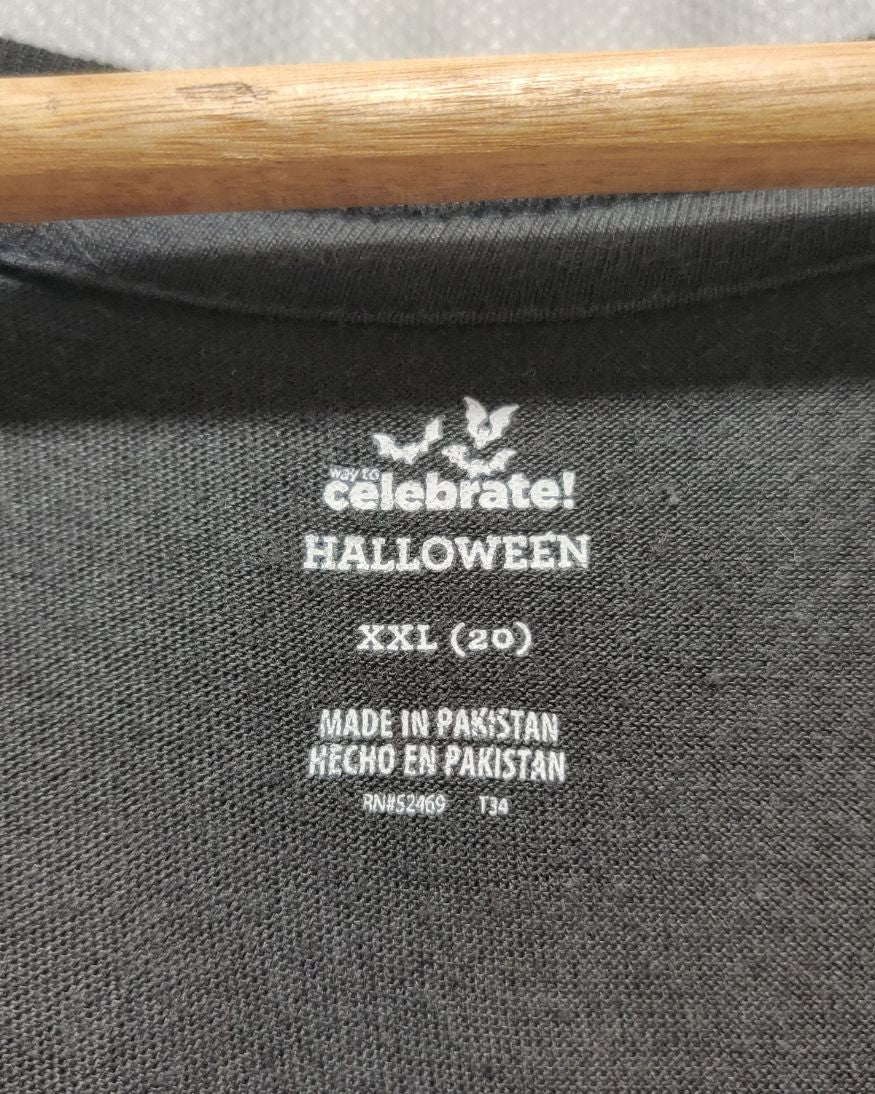 way to
celebrate!
HALLOWEEN
XXL (20)
MADE IN PAKISTAN
HECHO EN PAKISTAN
RN#52469 T34